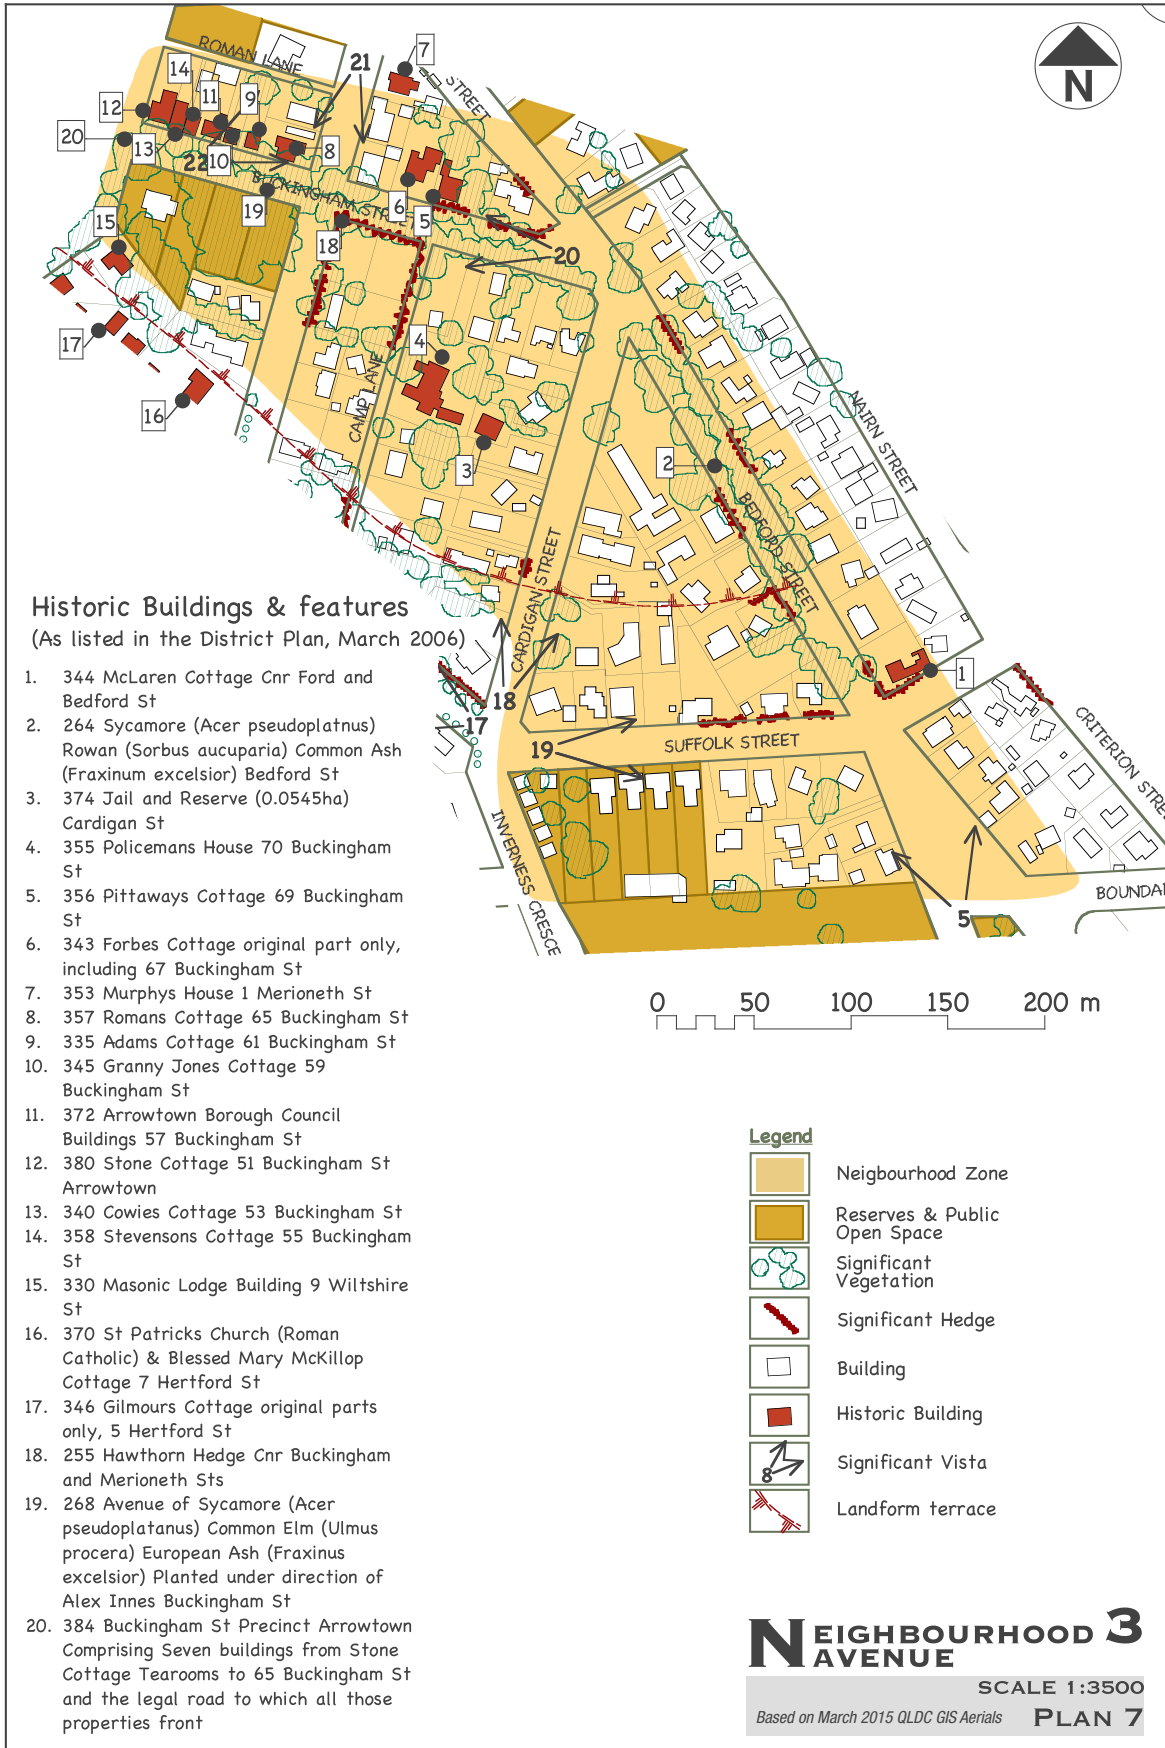 ROMAN LANE
21
7
STREET
14
12
11
9
20
13
22
10
8
BUCKINGHAM STREET
19
6
5
15
18
20
17
4
16
CAMP LANE
3
2
NAIRN STREET
BEDFORD STREET
CARDIGAN STREET
1
18
17
19
SUFFOLK STREET
CRITERION STRE
INVERNESS CRESCE
5
BOUNDA
N
0 50 100 150 200 m
Historic Buildings & features
(As listed in the District Plan, March 2006)
1. 344 McLaren Cottage Cnr Ford and
Bedford St
2. 264 Sycamore (Acer pseudoplatnus)
Rowan (Sorbus aucuparia) Common Ash
(Fraxinum excelsior) Bedford St
3. 374 Jail and Reserve (0.0545ha)
Cardigan St
4. 355 Policemans House 70 Buckingham
St
5. 356 Pittaways Cottage 69 Buckingham
St
6. 343 Forbes Cottage original part only,
including 67 Buckingham St
7. 353 Murphys House 1 Merioneth St
8. 357 Romans Cottage 65 Buckingham St
9. 335 Adams Cottage 61 Buckingham St
10. 345 Granny Jones Cottage 59
Buckingham St
11. 372 Arrowtown Borough Council
Buildings 57 Buckingham St
12. 380 Stone Cottage 51 Buckingham St
Arrowtown
13. 340 Cowies Cottage 53 Buckingham St
14. 358 Stevensons Cottage 55 Buckingham
St
15. 330 Masonic Lodge Building 9 Wiltshire
St
16. 370 St Patricks Church (Roman
Catholic) & Blessed Mary McKillop
Cottage 7 Hertford St
17. 346 Gilmours Cottage original parts
only, 5 Hertford St
18. 255 Hawthorn Hedge Cnr Buckingham
and Merioneth Sts
19. 268 Avenue of Sycamore (Acer
pseudoplatanus) Common Elm (Ulmus
procera) European Ash (Fraxinus
excelsior) Planted under direction of
Alex Innes Buckingham St
20. 384 Buckingham St Precinct Arrowtown
Comprising Seven buildings from Stone
Cottage Tearooms to 65 Buckingham St
and the legal road to which all those
properties front
Legend
Neigbourhood Zone
Reserves & Public
Open Space
Significant
Vegetation
Significant Hedge
Building
Historic Building
8
Significant Vista
Landform terrace
NEIGHBOURHOOD 3
AVENUE
SCALE 1:3500
Based on March 2015 QLDC GIS Aerials
PLAN 7